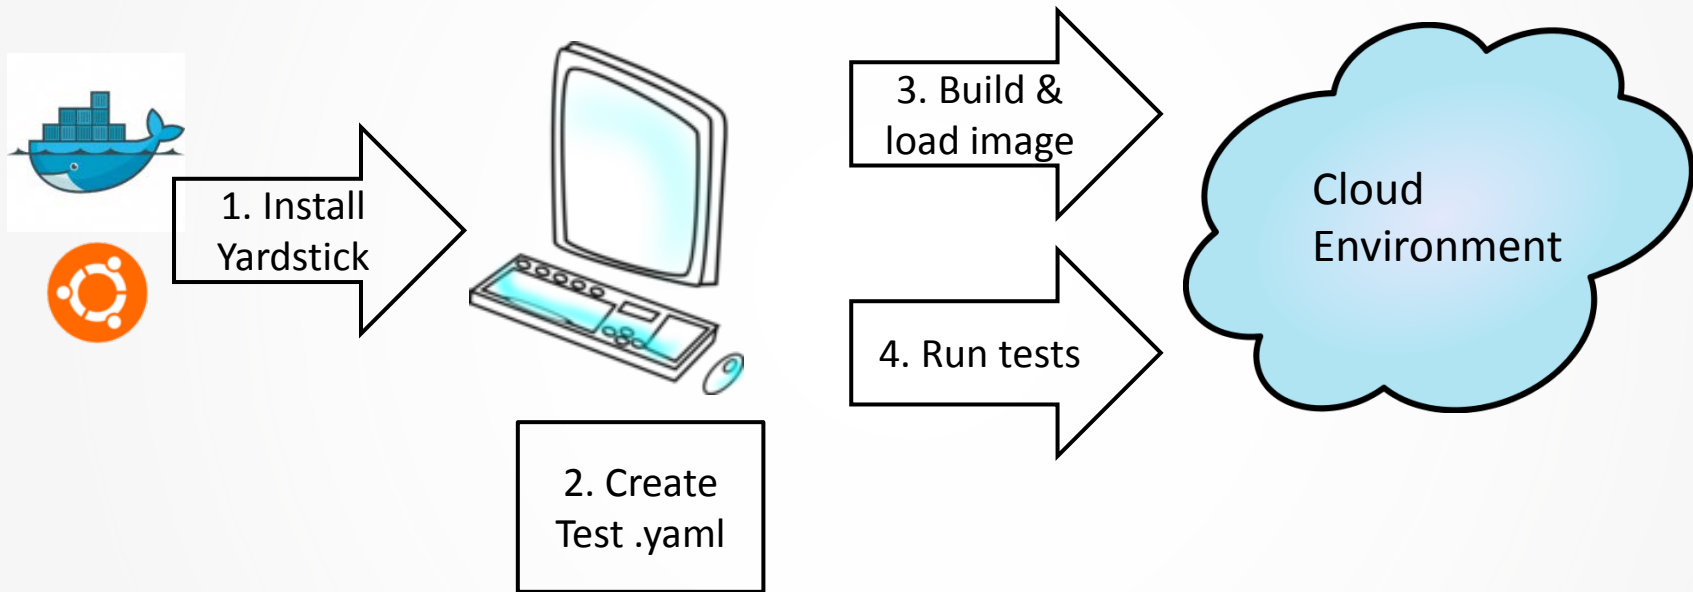 1. Install
Yardstick
2. Create
Test .yaml
3. Build &
load image
4. Run tests
Cloud
Environment